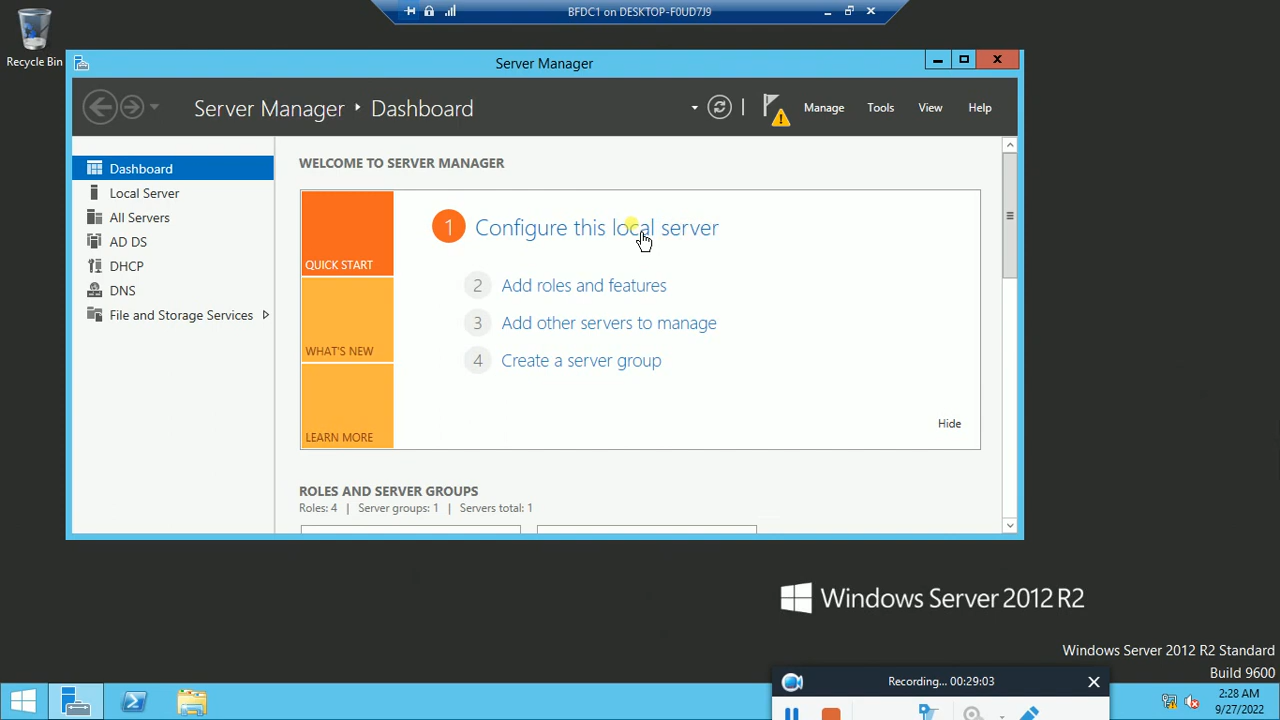 BFDC1 on DESKTOP-F0UD7J9
Recycle Bin
Server Manager
Server Manager ‣ Dashboard
Manage Tools View Help
Dashboard
Local Server
All Servers
AD DS
DHCP
DNS
File and Storage Services
WELCOME TO SERVER MANAGER
QUICK START
WHAT'S NEW
LEARN MORE
1 Configure this local server
2 Add roles and features
3 Add other servers to manage
4 Create a server group
Hide
ROLES AND SERVER GROUPS
Roles: 4 | Server groups: 1 | Servers total: 1
Windows Server 2012 R2
Windows Server 2012 R2 Standard
Build 9600
Recording... 00:29:03
2:28 AM
9/27/2022